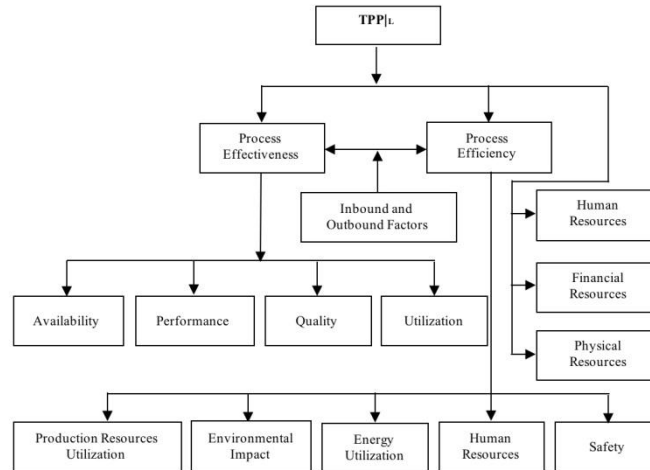 TPP|L
Process
Effectiveness
Process
Efficiency
Inbound and
Outbound Factors
Human
Resources
Financial
Resources
Physical
Resources
Availability
Performance
Quality
Utilization
Production Resources
Utilization
Environmental
Impact
Energy
Utilization
Human
Resources
Safety